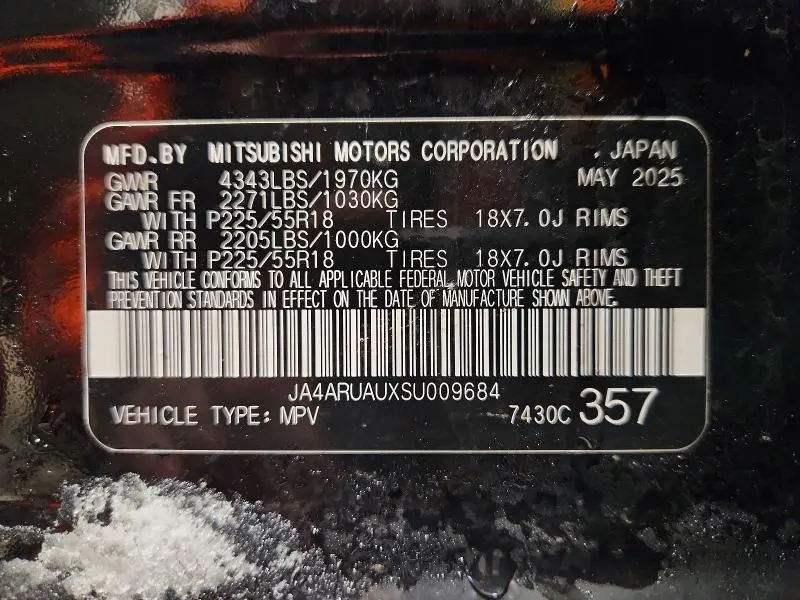 MFD.BY MITSUBISHI MOTORS CORPORATION . JAPAN
GWR 4343LBS/1970KG MAY 2025
GAWR FR 2271LBS/1030KG
WITH P225/55R18 TIRES 18X7.0J RIMS
GAWR RR 2205LBS/1000KG
WITH P225/55R18 TIRES 18X7.0J RIMS
THIS VEHICLE CONFORMS TO ALL APPLICABLE FEDERAL MOTOR VEHICLE SAFETY AND THEFT
PREVENTION STANDARDS IN EFFECT ON THE DATE OF MANUFACTURE SHOWN ABOVE.
JA4ARUAUXSU009684
VEHICLE TYPE: MPV 7430C 357